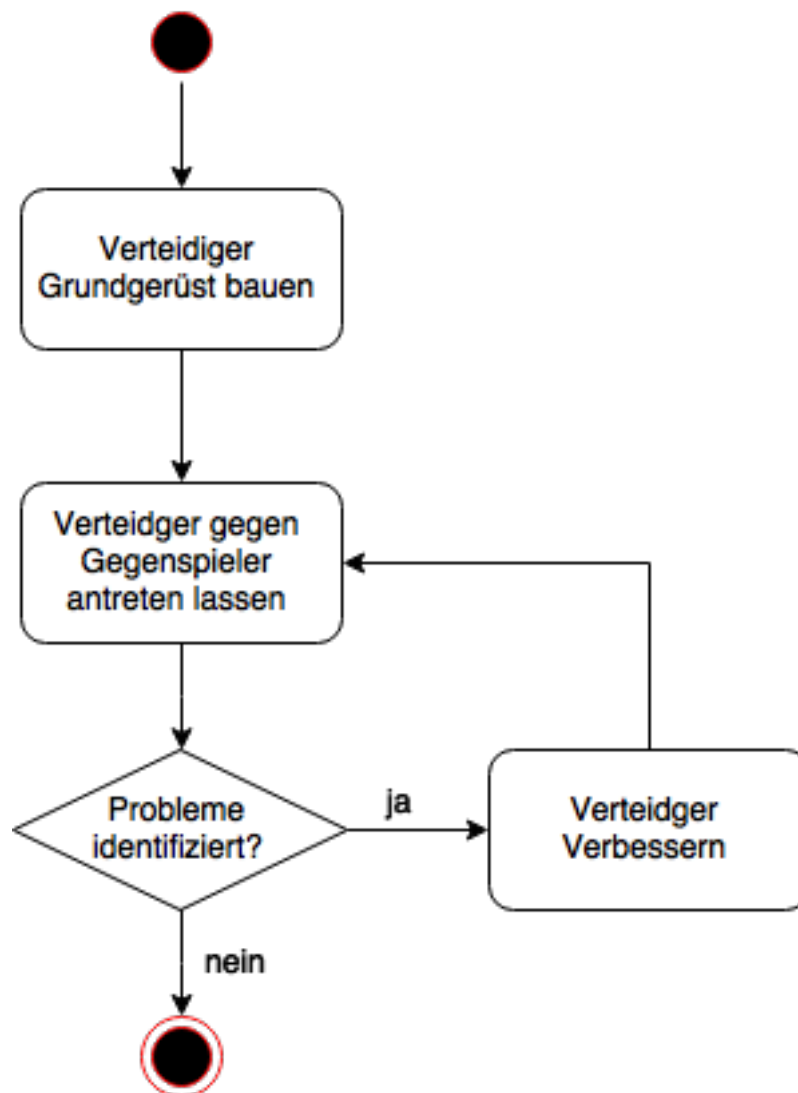 Verteidiger
Grundgerüst bauen
Verteidger gegen
Gegenspieler
antreten lassen
Probleme
identifiziert?
ja
Verteidger
Verbessern
nein